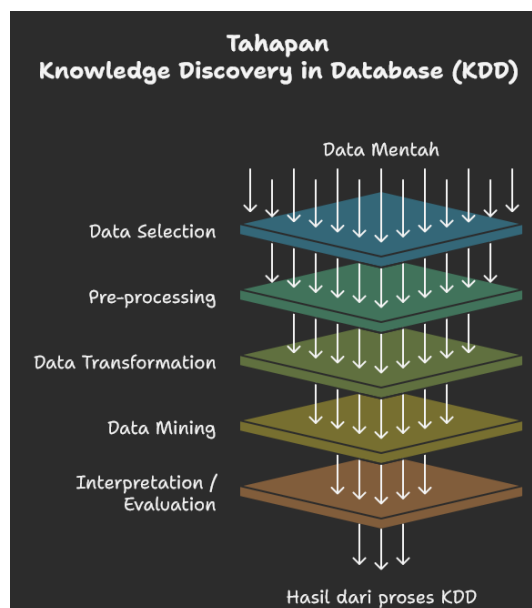 Tahapan
Knowledge Discovery in Database (KDD)
Data Mentah
Data Selection
Pre-processing
Data Transformation
Data Mining
Interpretation /
Evaluation
Hasil dari proses KDD